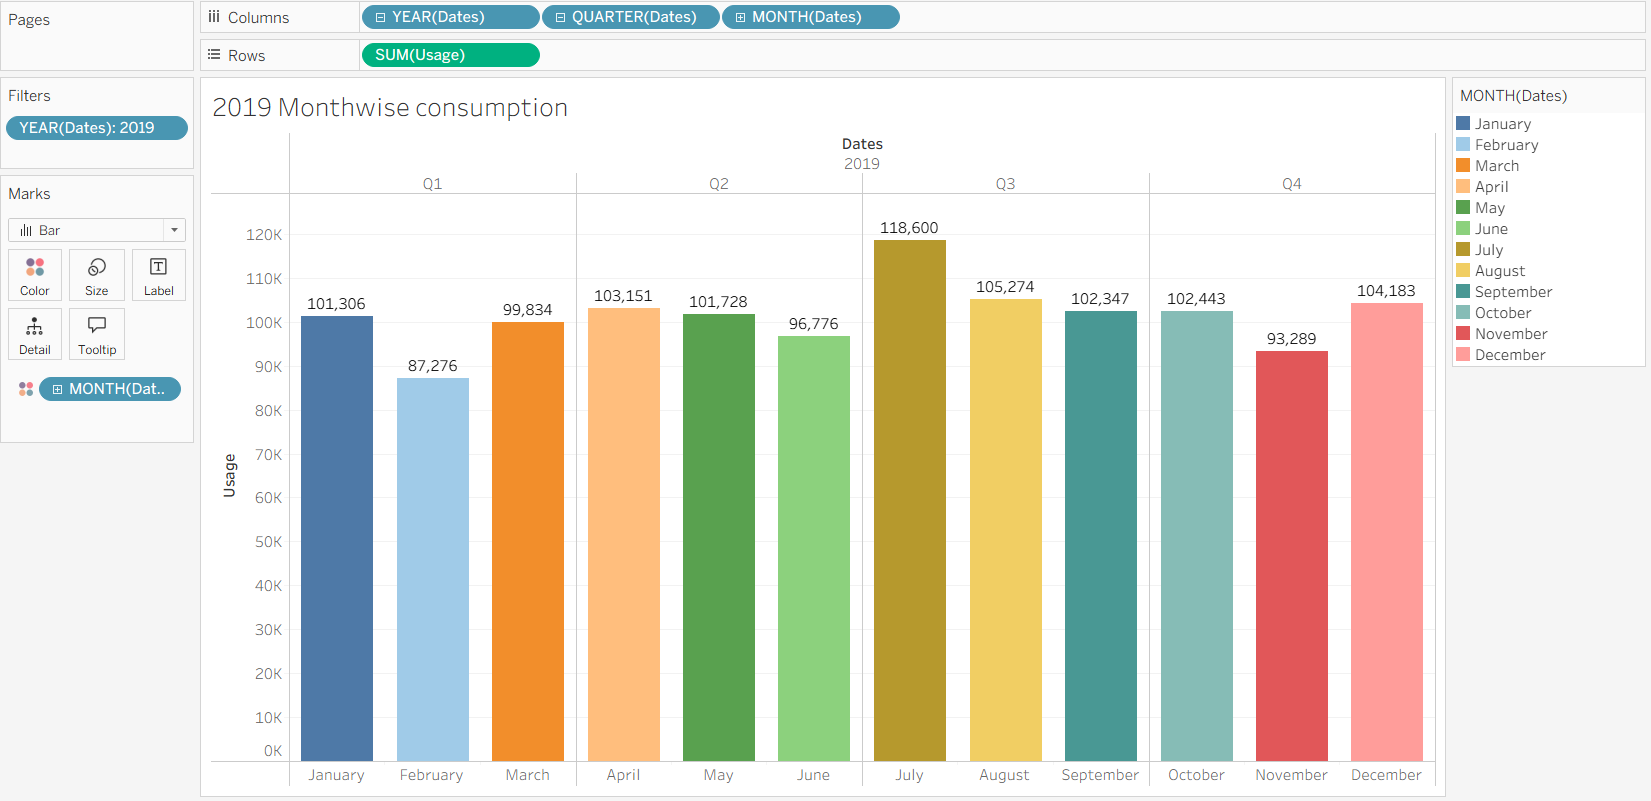 Pages
Columns
YEAR(Dates)
QUARTER(Dates)
MONTH(Dates)
Rows
SUM(Usage)
Filters
YEAR(Dates): 2019
Marks
Bar
Color
Size
Label
Detail
Tooltip
MONTH(Dat..
2019 Monthwise consumption
Dates
2019
Q1
Q2
Q3
Q4
Usage
120K
110K
100K
90K
80K
70K
60K
50K
40K
30K
20K
10K
0K
101,306
87,276
99,834
103,151
101,728
96,776
118,600
105,274
102,347
102,443
93,289
104,183
January
February
March
April
May
June
July
August
September
October
November
December
MONTH(Dates)
January
February
March
April
May
June
July
August
September
October
November
December